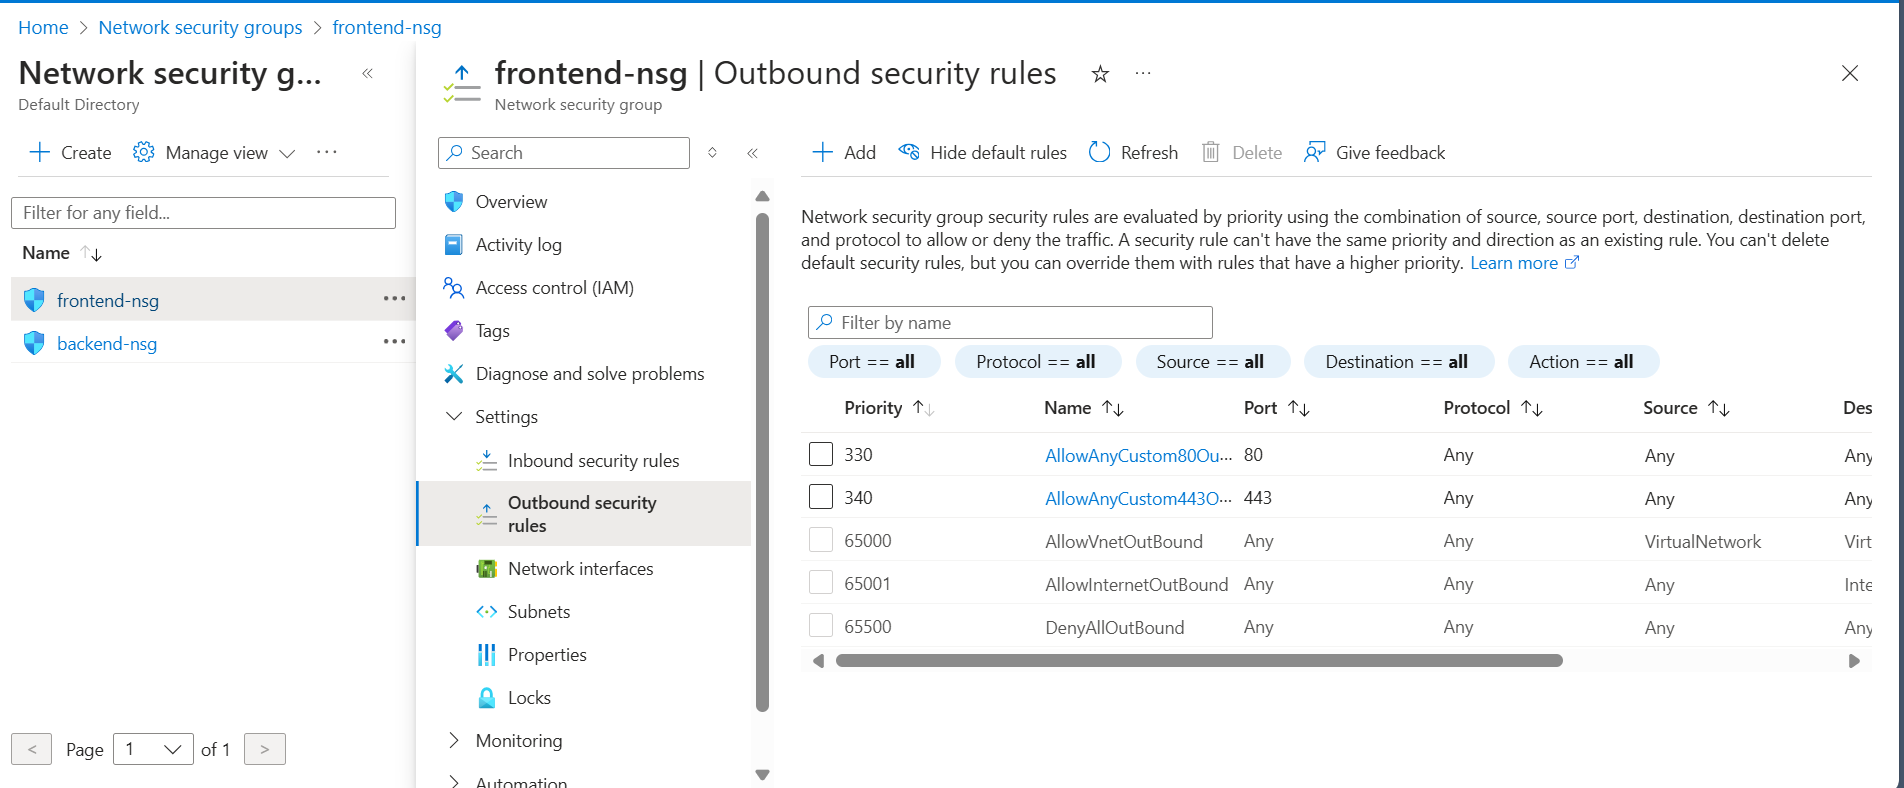 Home > Network security groups > frontend-nsg
Network security g...
Default Directory
Create
Manage view
Filter for any field...
Name
frontend-nsg
backend-nsg
< Page 1 of 1 >
frontend-nsg | Outbound security rules
Network security group
Search
Overview
Activity log
Access control (IAM)
Tags
Diagnose and solve problems
Settings
Inbound security rules
Outbound security
rules
Network interfaces
Subnets
Properties
Locks
Monitoring
Automation
Add
Hide default rules
Refresh
Delete
Give feedback
Network security group security rules are evaluated by priority using the combination of source, source port, destination, destination port,
and protocol to allow or deny the traffic. A security rule can't have the same priority and direction as an existing rule. You can't delete
default security rules, but you can override them with rules that have a higher priority. Learn more
Filter by name
Port == all Protocol == all Source == all Destination == all Action == all
Priority Name Port Protocol Source Des
330 AllowAnyCustom80Ou... 80 Any Any Any
340 AllowAnyCustom443O... 443 Any Any Any
65000 AllowVnetOutBound Any Any VirtualNetwork Virt
65001 AllowInternetOutBound Any Any Any Inte
65500 DenyAllOutBound Any Any Any Any